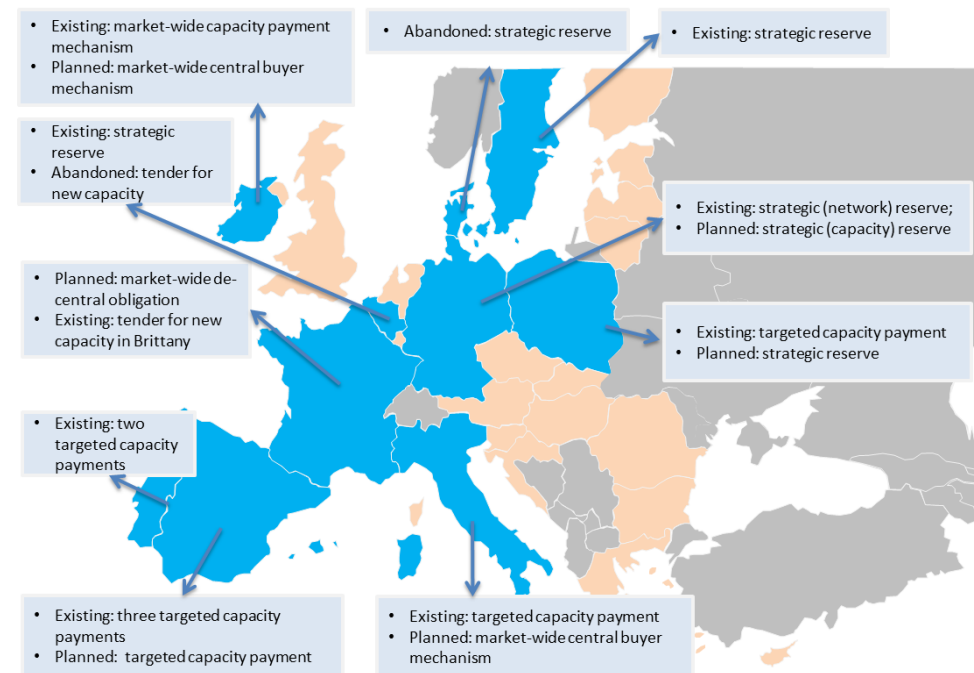 • Existing: market-wide capacity payment
mechanism
• Planned: market-wide central buyer
mechanism
• Abandoned: strategic reserve
• Existing: strategic reserve
• Existing: strategic
reserve
• Abandoned: tender for
new capacity
• Existing: strategic (network) reserve;
• Planned: strategic (capacity) reserve
• Planned: market-wide de-
central obligation
• Existing: tender for new
capacity in Brittany
• Existing: targeted capacity payment
• Planned: strategic reserve
• Existing: two
targeted capacity
payments
• Existing: three targeted capacity
payments
• Planned: targeted capacity payment
• Existing: targeted capacity payment
• Planned: market-wide central buyer
mechanism